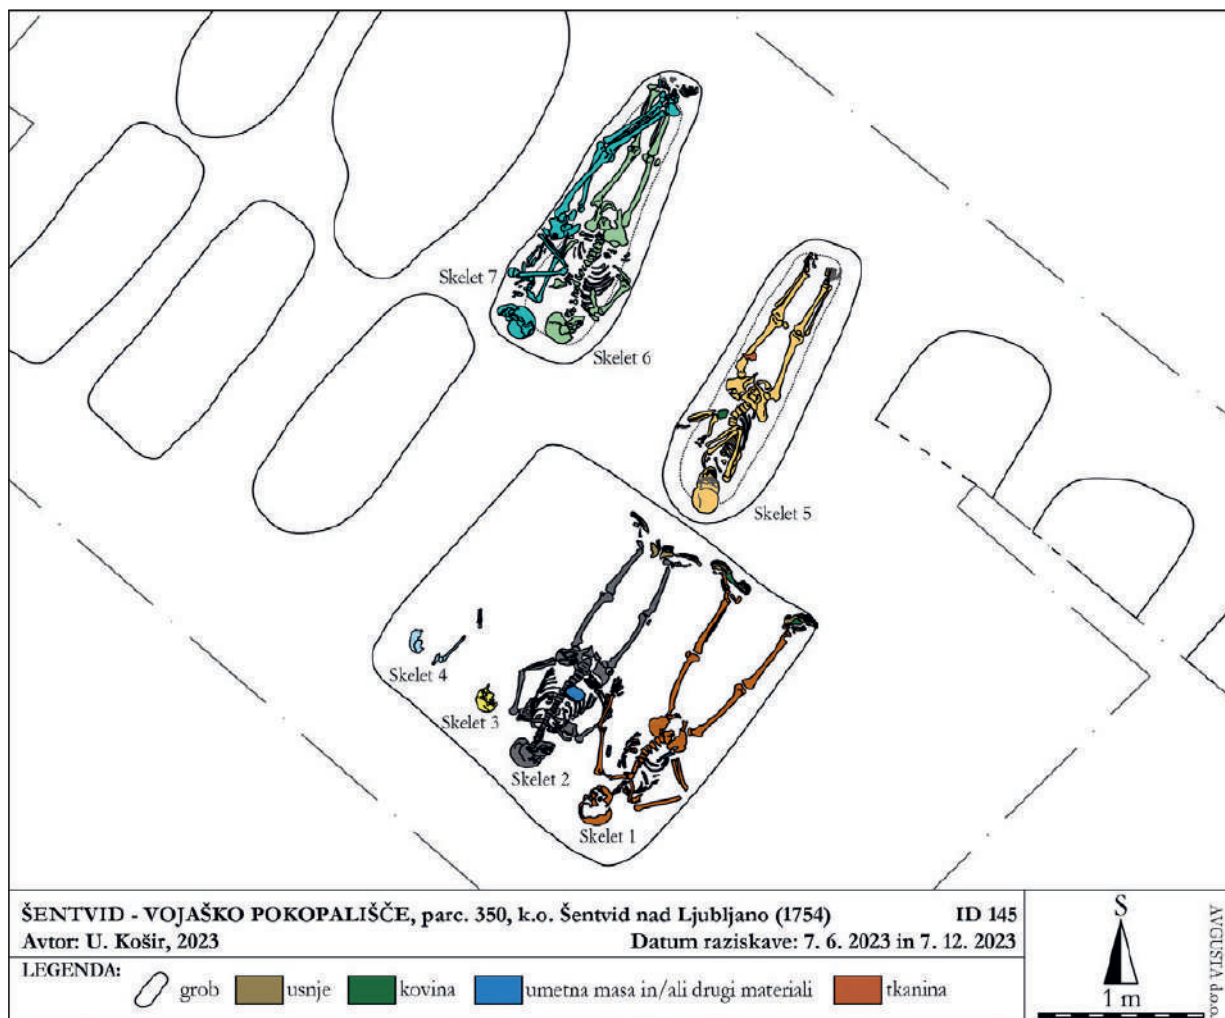 Skelet 7
Skelet 6
Skelet 5
Skelet 4
Skelet 3
Skelet 2
Skelet 1
ŠENTVID - VOJAŠKO POKOPALIŠČE, parc. 350, k.o. Šentvid nad Ljubljano (1754) ID 145
Avtor: U. Košir, 2023 Datum raziskave: 7. 6. 2023 in 7. 12. 2023
LEGENDA:
grob usnje kovina umetna masa in/ali drugi materiali tkanina
S
1 m
AVGUSTA d.o.o.